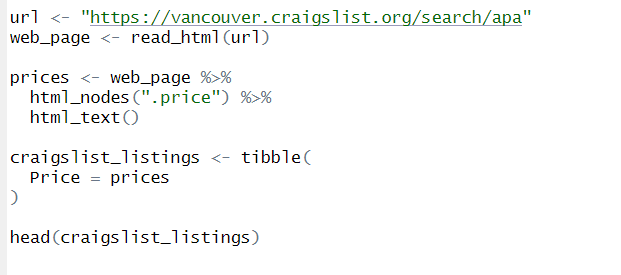 url <- "https://vancouver.craigslist.org/search/apa"
web_page <- read_html(url)
prices <- web_page %>%
  html_nodes(".price") %>%
  html_text()
craigslist_listings <- tibble(
  Price = prices
)
head(craigslist_listings)